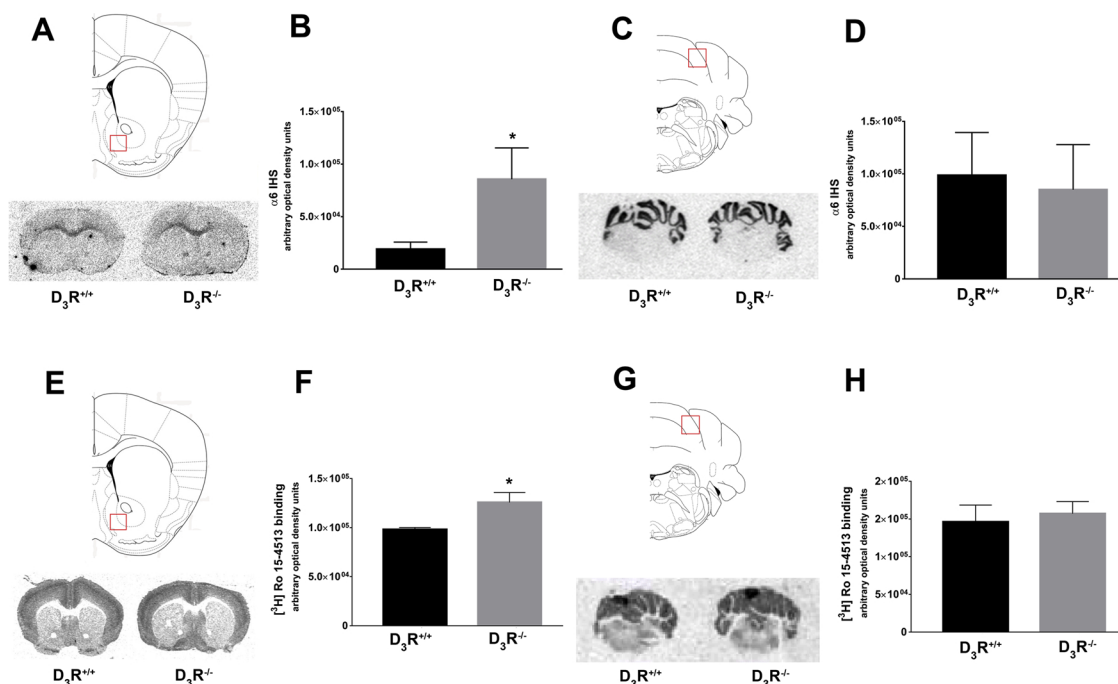 A
B
C
D
1.5×10⁰⁵
1.0×10⁰⁵
5.0×10⁰⁴
0
α6 IHS
arbitrary optical density units
*
D₃R⁺/⁺
D₃R⁻/⁻
D₃R⁺/⁺
D₃R⁻/⁻
D₃R⁺/⁺
D₃R⁻/⁻
1.5×10⁰⁵
1.0×10⁰⁵
5.0×10⁰⁴
0
α6 IHS
arbitrary optical density units
D₃R⁺/⁺
D₃R⁻/⁻
E
F
G
H
1.5×10⁰⁵
1.0×10⁰⁵
5.0×10⁰⁴
0
[³H] Ro 15-4513 binding
arbitrary optical density units
*
D₃R⁺/⁺
D₃R⁻/⁻
D₃R⁺/⁺
D₃R⁻/⁻
D₃R⁺/⁺
D₃R⁻/⁻
2×10⁰⁵
2×10⁰⁵
1×10⁰⁵
5×10⁰⁴
0
[³H] Ro 15-4513 binding
arbitrary optical density units
D₃R⁺/⁺
D₃R⁻/⁻